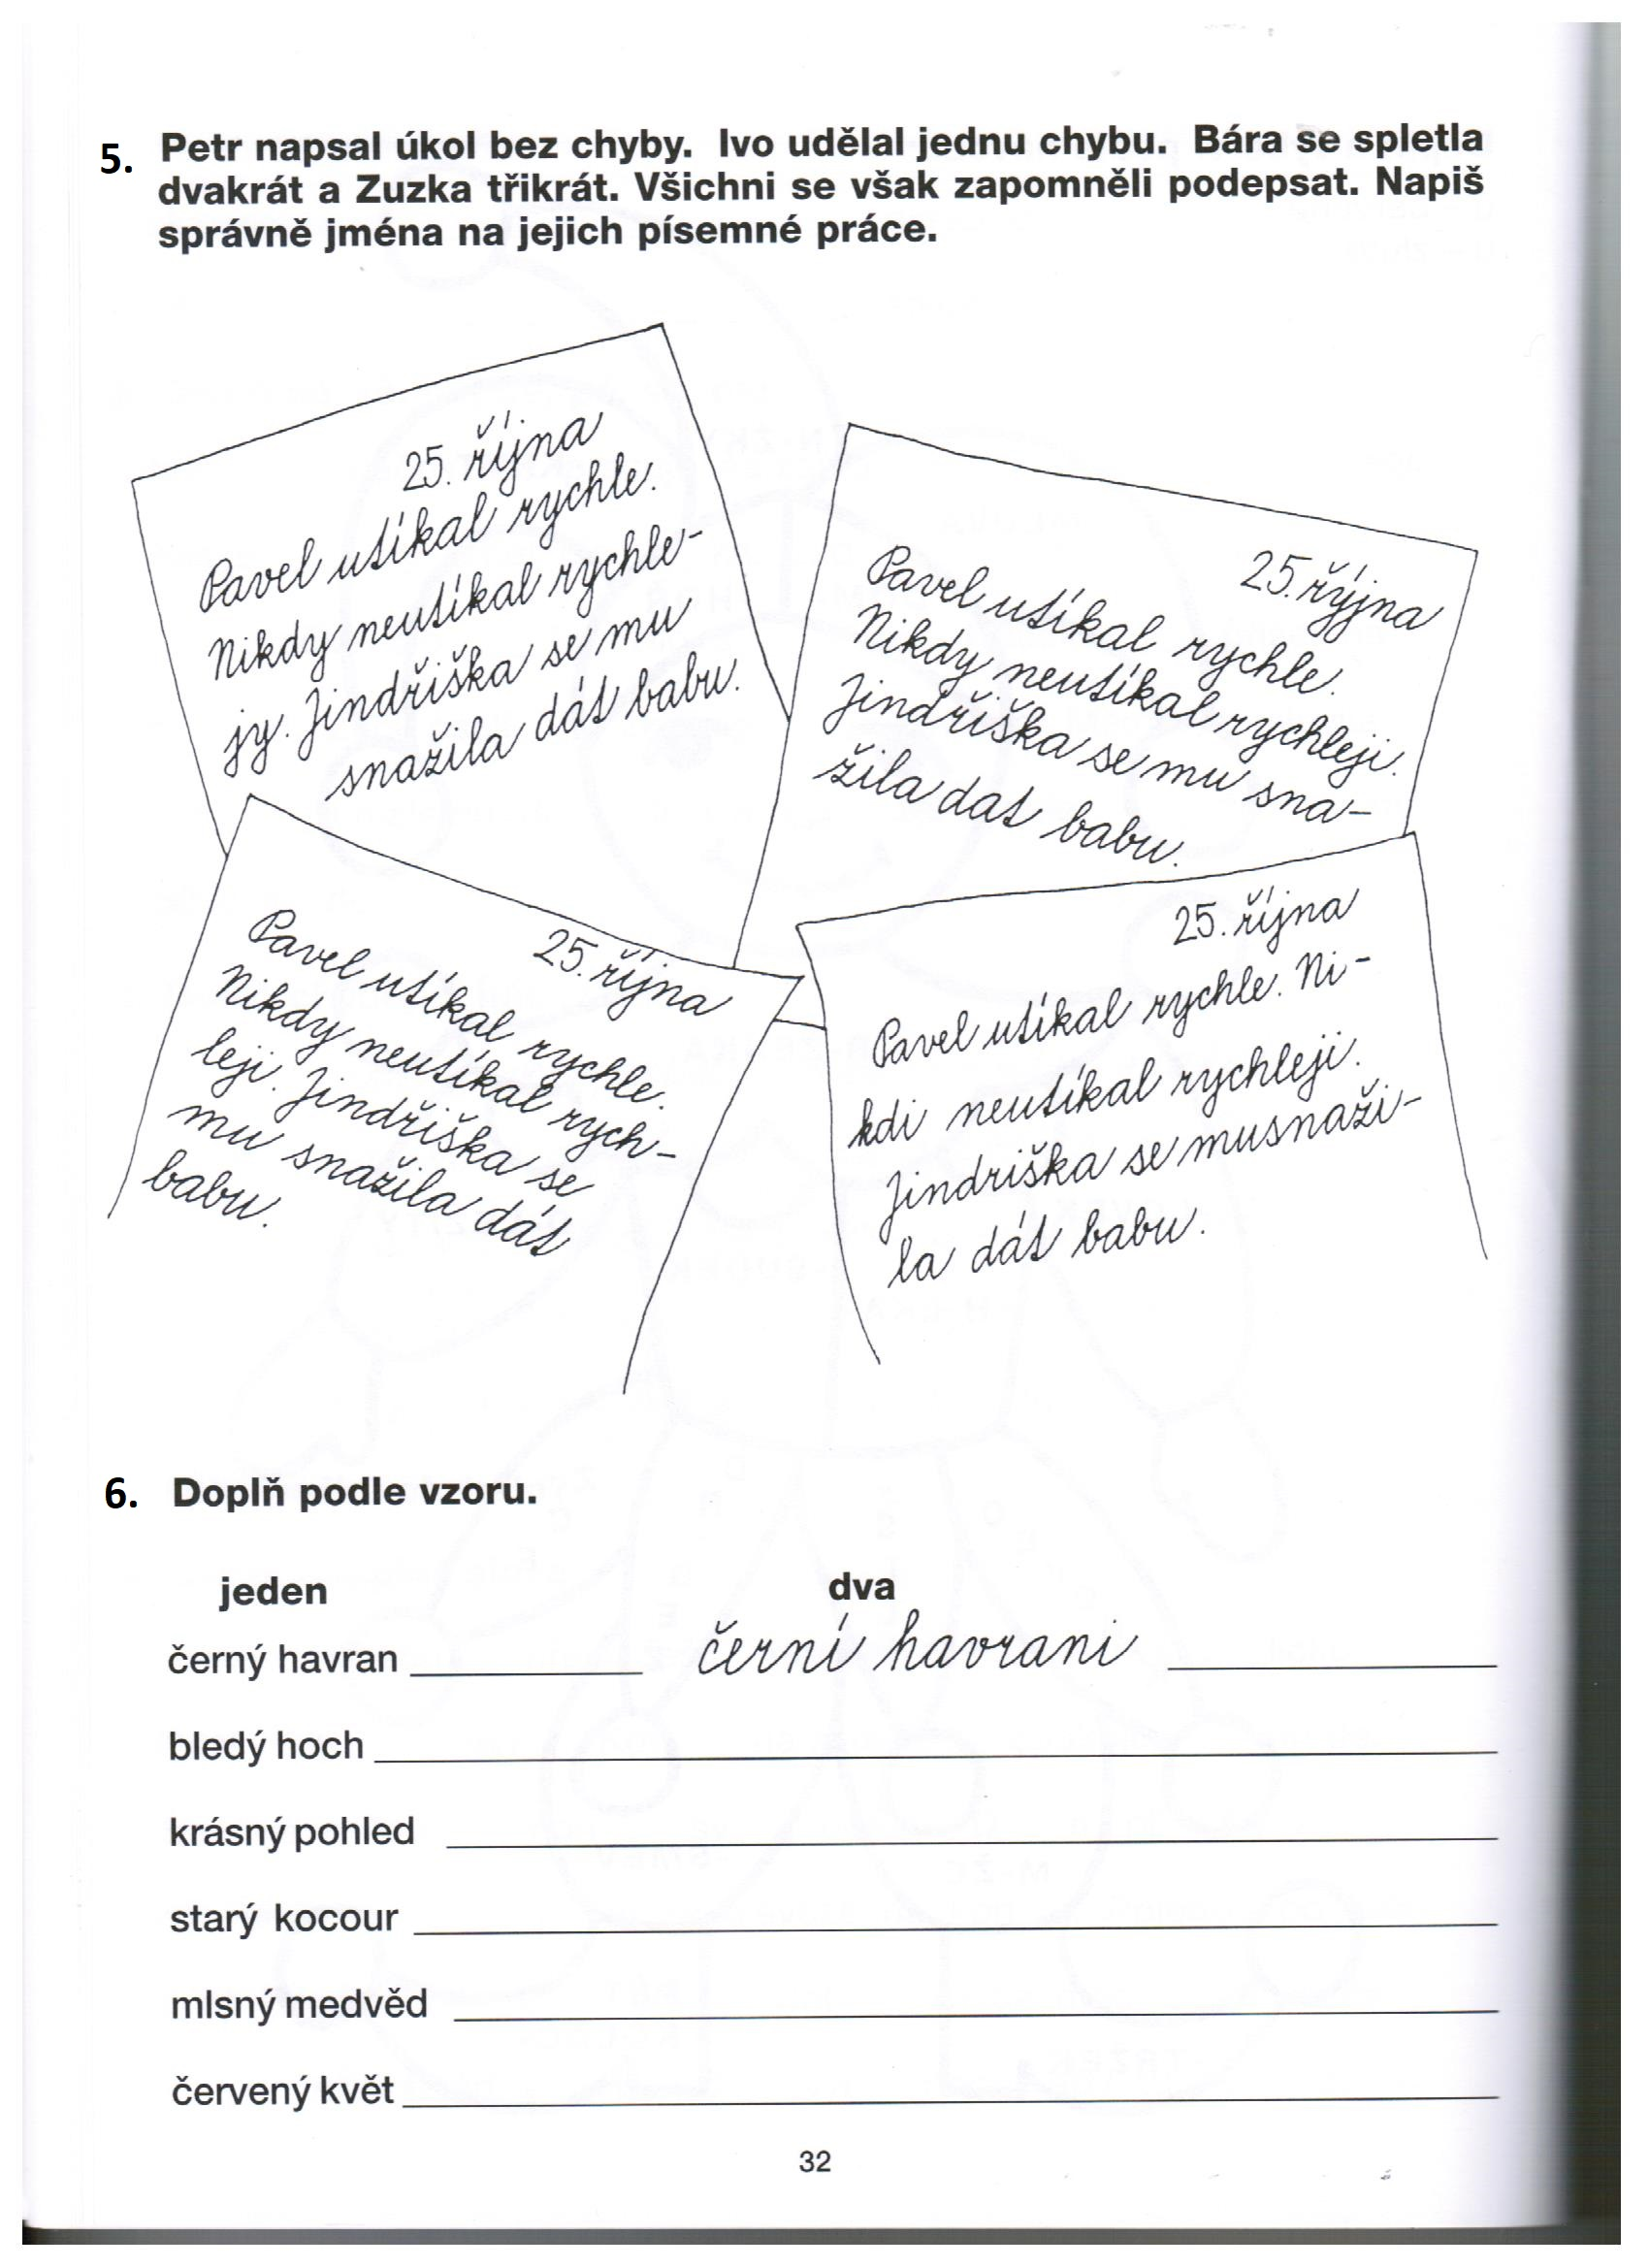 5. Petr napsal úkol bez chyby. Ivo udělal jednu chybu. Bára se spletla
dvakrát a Zuzka třikrát. Všichni se však zapomněli podepsat. Napiš
správně jména na jejich písemné práce.
25. října
Pavel utíkal rychle.
Nikdy neutíkal rychle-
jy. Jindřiška se mu
snažila dát babu.
25. řýjna
Pavel utíkal rychle.
Nikdy neutíkal rychleji.
Jindřiška se mu sna-
žila dat babu.
25. října
Pavel utíkal rychle.
Nikdy neutíkal rych-
leji. Jindřiška se
mu snažila dát
babu.
25. října
Pavel utíkal rychle. Ni-
kdi neutíkal rychleji.
Jindriška se musnaži-
la dát babu.
6. Doplň podle vzoru.
jeden dva
černý havran černí havrani
bledý hoch
krásný pohled
starý kocour
mlsný medvěd
červený květ
32